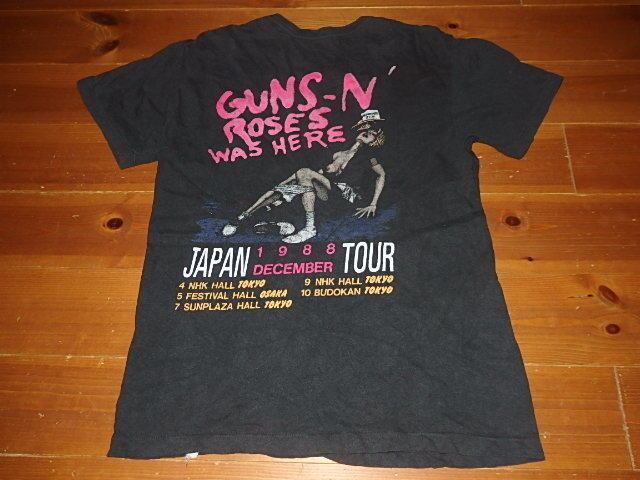 GUNS-N'
ROSES
WAS HERE
JAPAN 1988 TOUR
DECEMBER
4 NHK HALL TOKYO 9 NHK HALL TOKYO
5 FESTIVAL HALL OSAKA 10 BUDOKAN TOKYO
7 SUNPLAZA HALL TOKYO